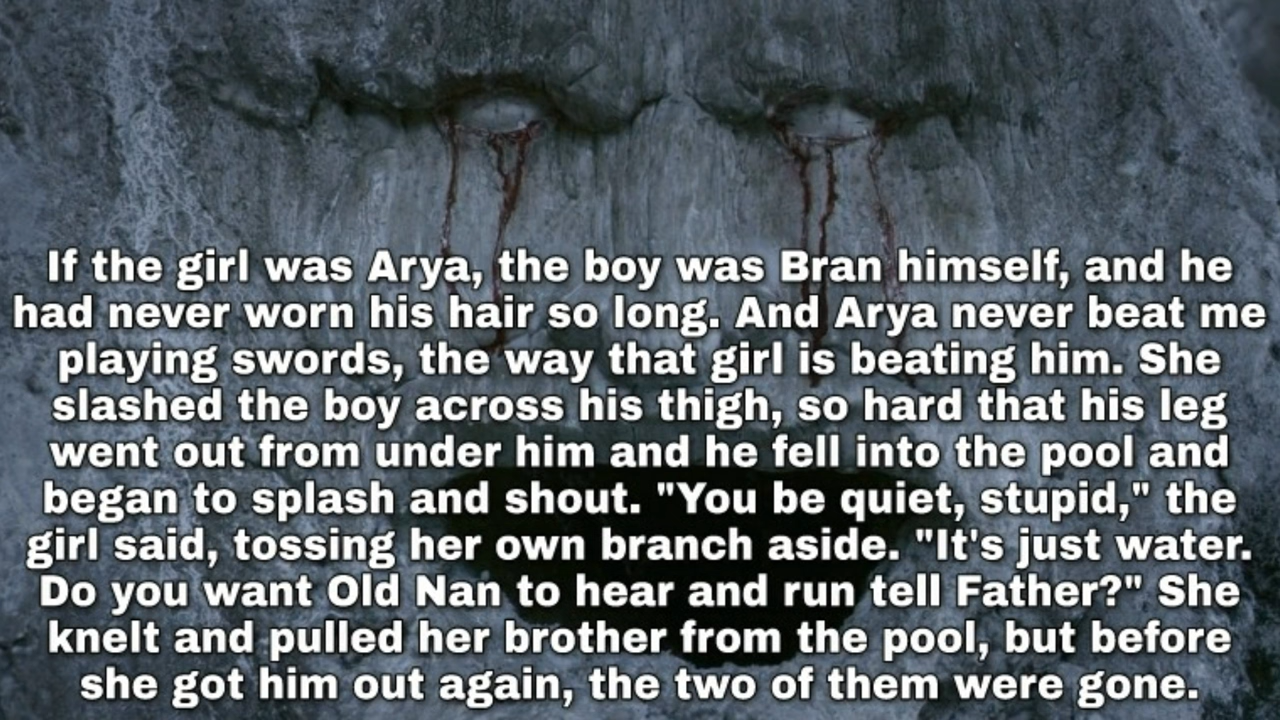 If the girl was Arya, the boy was Bran himself, and he
had never worn his hair so long. And Arya never beat me
playing swords, the way that girl is beating him. She
slashed the boy across his thigh, so hard that his leg
went out from under him and he fell into the pool and
began to splash and shout. "You be quiet, stupid," the
girl said, tossing her own branch aside. "It's just water.
Do you want Old Nan to hear and run tell Father?" She
knelt and pulled her brother from the pool, but before
she got him out again, the two of them were gone.